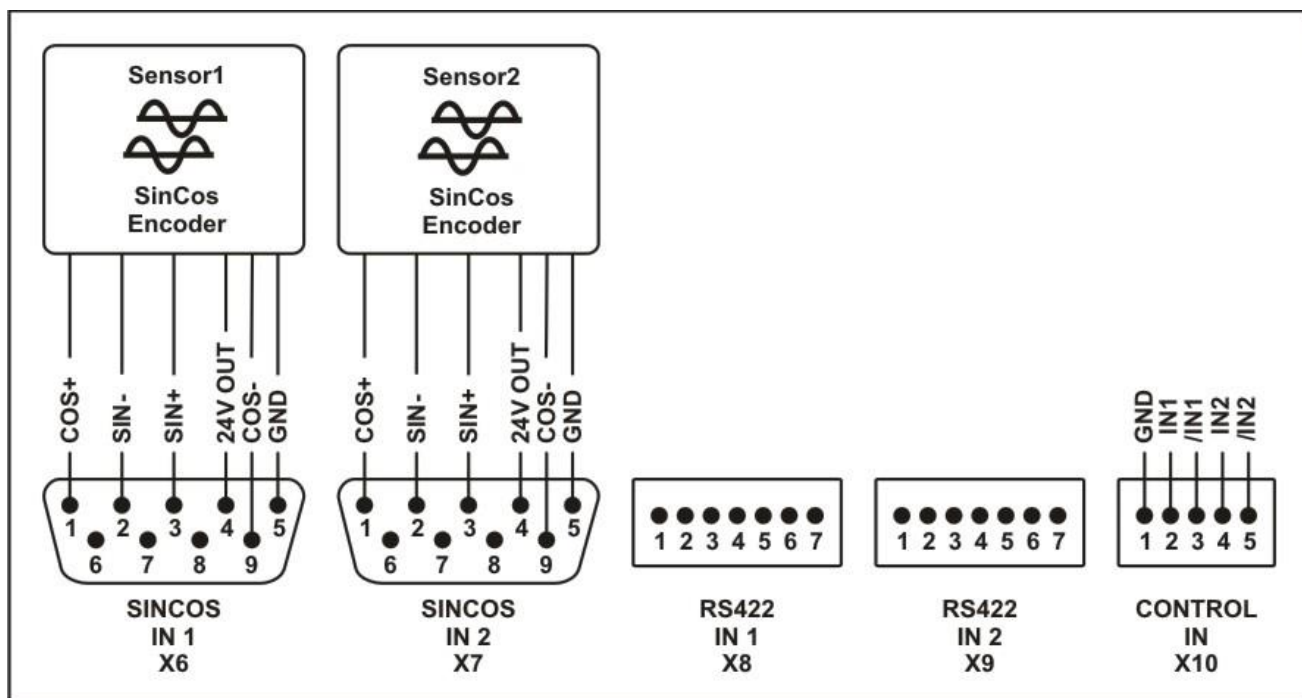 Sensor1
SinCos
Encoder
Sensor2
SinCos
Encoder
COS+
SIN-
SIN+
24V OUT
COS-
GND
COS+
SIN-
SIN+
24V OUT
COS-
GND
GND
IN1
/IN1
IN2
/IN2
1 2 3 4 5
6 7 8 9
1 2 3 4 5
6 7 8 9
1 2 3 4 5 6 7
1 2 3 4 5 6 7
1 2 3 4 5
SINCOS
IN 1
X6
SINCOS
IN 2
X7
RS422
IN 1
X8
RS422
IN 2
X9
CONTROL
IN
X10